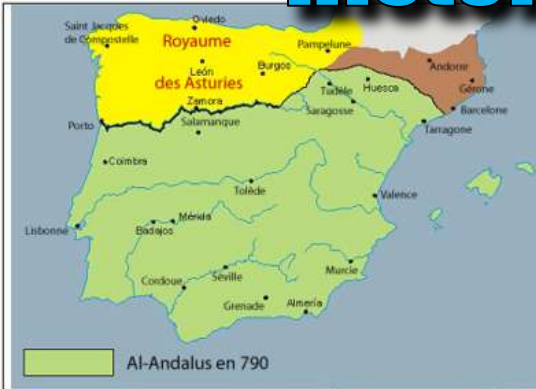 Saint Jacques
de Compostelle
Oviedo
Royaume
Pampelune
León
Burgos
des Asturies
Andorre
Gérone
Tudèle
Huesca
Zamora
Saragosse
Barcelone
Porto
Salamanque
Tarragone
Coimbra
Tolède
Valence
Lisbonne
Mérida
Badajos
Murcie
Séville
Cordoue
Grenade
Almería
Al-Andalus en 790